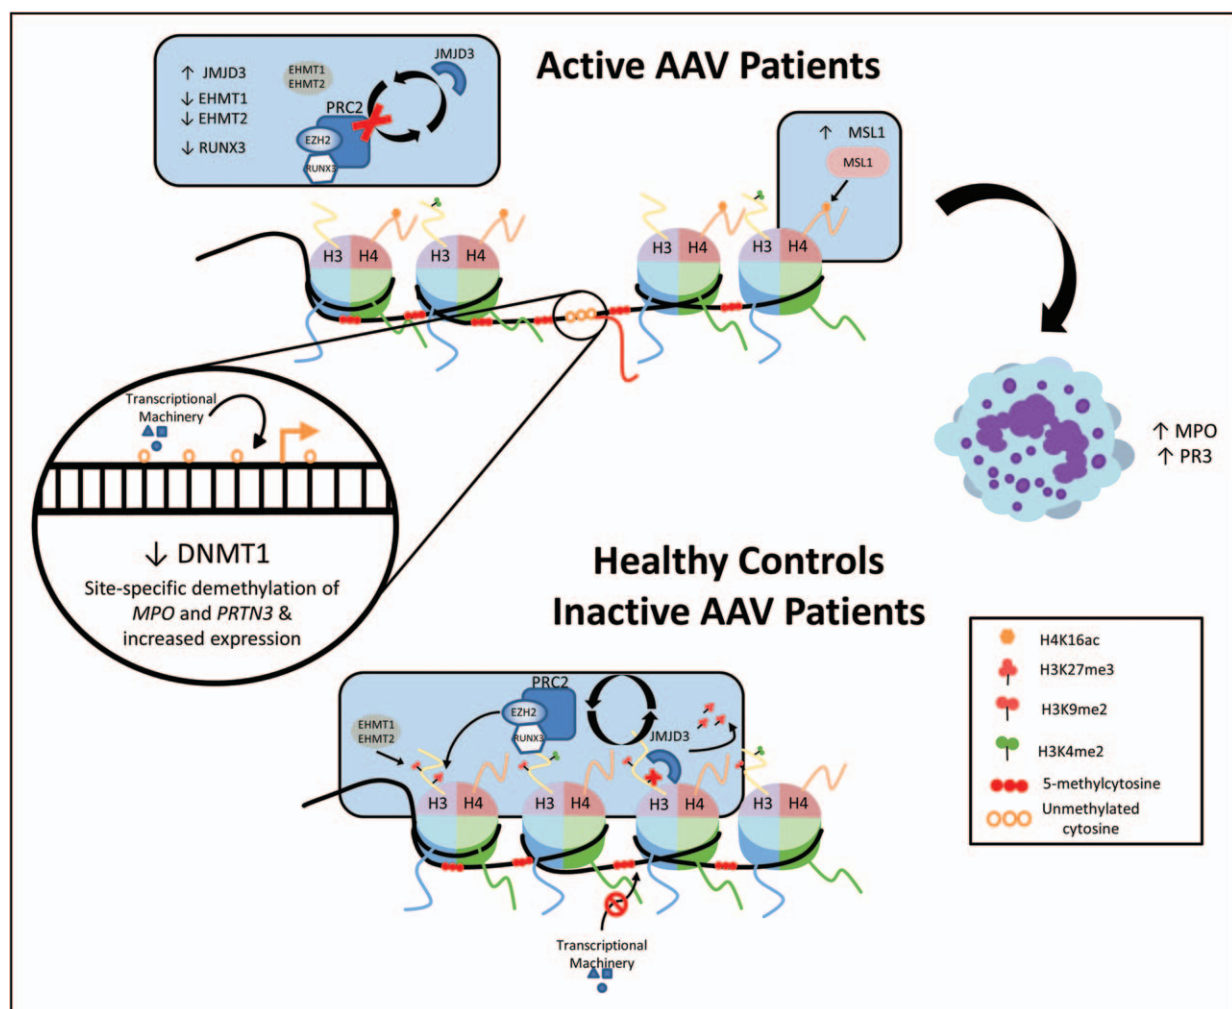 Active AAV Patients
↑ JMJD3
↓ EHMT1
↓ EHMT2
↓ RUNX3
EHMT1
EHMT2
PRC2
EZH2
RUNX3
JMJD3
↑ MSL1
MSL1
H3 H4
H3 H4
H3 H4
H3 H4
Transcriptional
Machinery
↓ DNMT1
Site-specific demethylation of
MPO and PRTN3 &
increased expression
↑ MPO
↑ PR3
Healthy Controls
Inactive AAV Patients
EHMT1
EHMT2
PRC2
EZH2
RUNX3
JMJD3
H3 H4
H3 H4
H3 H4
H3 H4
Transcriptional
Machinery
H4K16ac
H3K27me3
H3K9me2
H3K4me2
5-methylcytosine
Unmethylated
cytosine